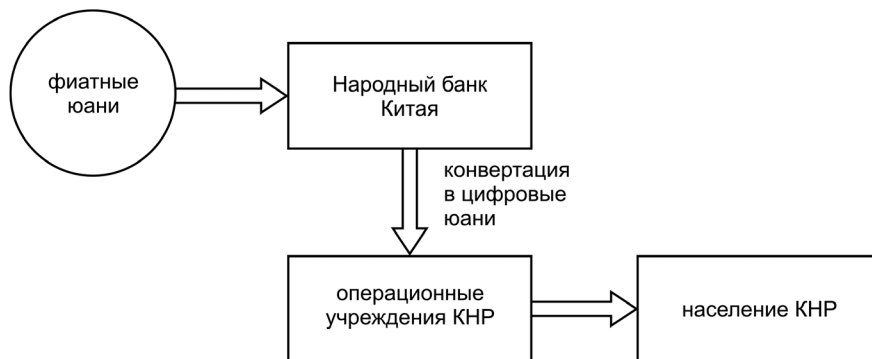 фиатные
юани
Народный банк
Китая
конвертация
в цифровые
юани
операционные
учреждения КНР
население КНР